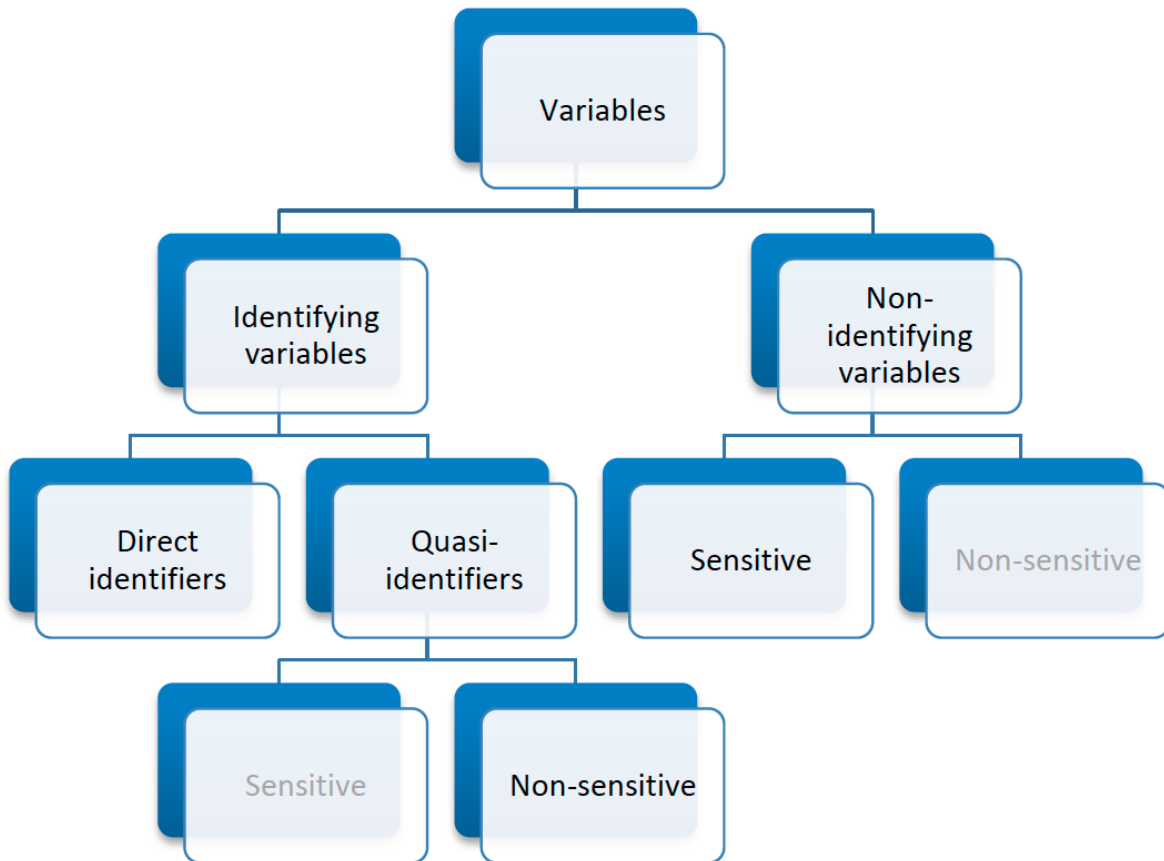 Variables
Identifying
variables
Non-
identifying
variables
Direct
identifiers
Quasi-
identifiers
Sensitive
Non-sensitive
Sensitive
Non-sensitive